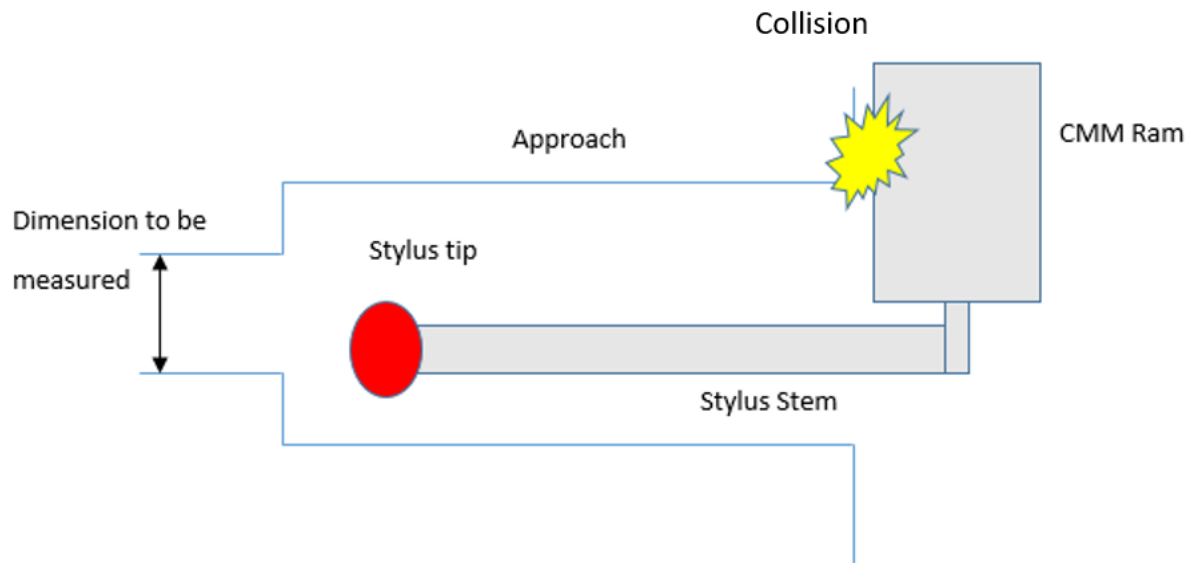 Collision
CMM Ram
Approach
Dimension to be
measured
Stylus tip
Stylus Stem